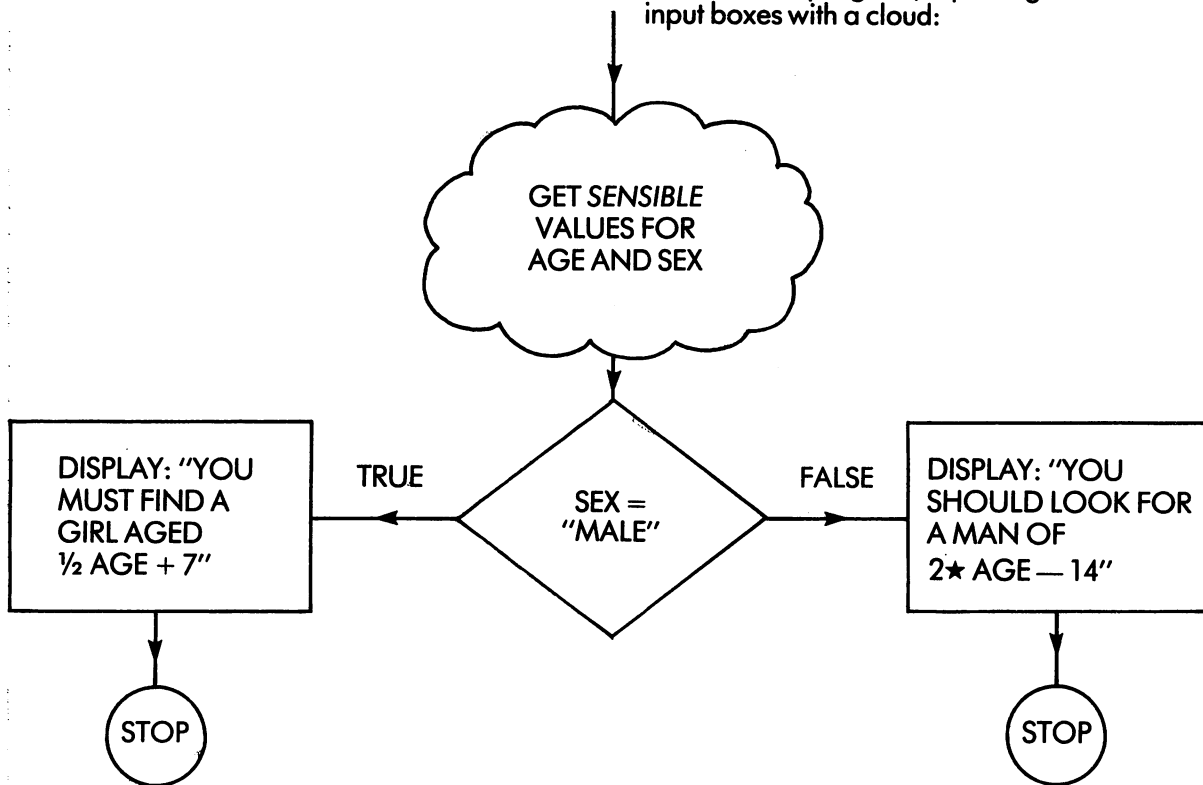 input boxes with a cloud:
GET SENSIBLE
VALUES FOR
AGE AND SEX
SEX =
"MALE"
TRUE
FALSE
DISPLAY: "YOU
MUST FIND A
GIRL AGED
½ AGE + 7"
DISPLAY: "YOU
SHOULD LOOK FOR
A MAN OF
2★ AGE — 14"
STOP
STOP